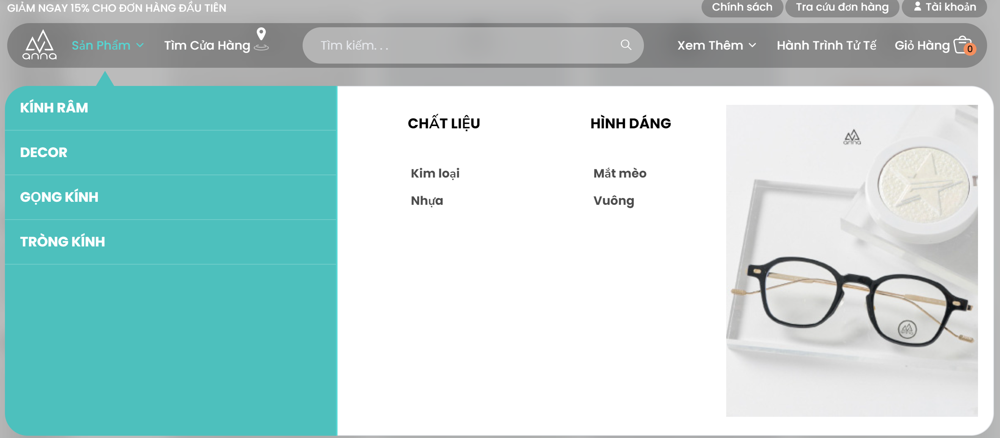 GIẢM NGAY 15% CHO ĐƠN HÀNG ĐẦU TIÊN
Chính sách
Tra cứu đơn hàng
Tài khoản
anna
Sản Phẩm
Tìm Cửa Hàng
Tìm kiếm. . .
Xem Thêm
Hành Trình Tử Tế
Giỏ Hàng
0
KÍNH RÂM
DECOR
GỌNG KÍNH
TRÒNG KÍNH
CHẤT LIỆU
Kim loại
Nhựa
HÌNH DÁNG
Mắt mèo
Vuông
anna
anna